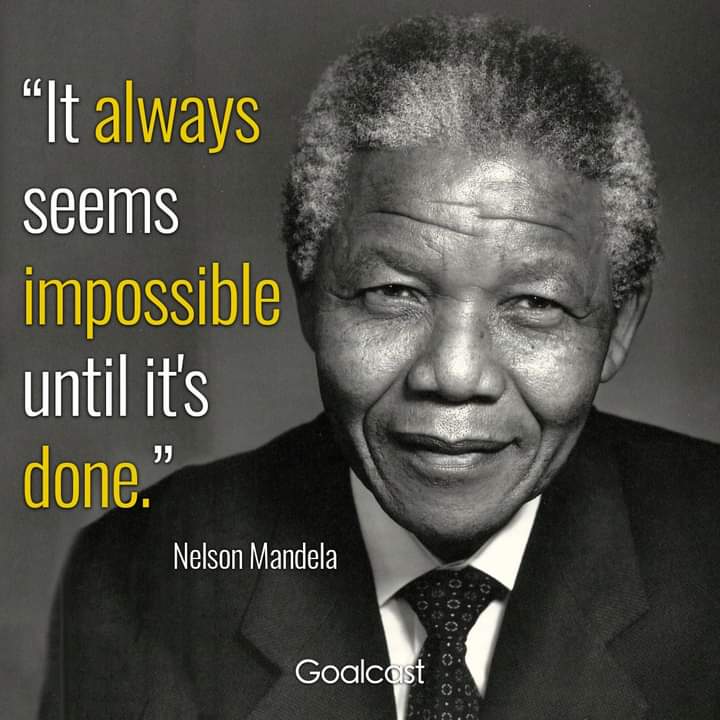 “It always
seems
impossible
until it's
done.”
Nelson Mandela
Goalcast